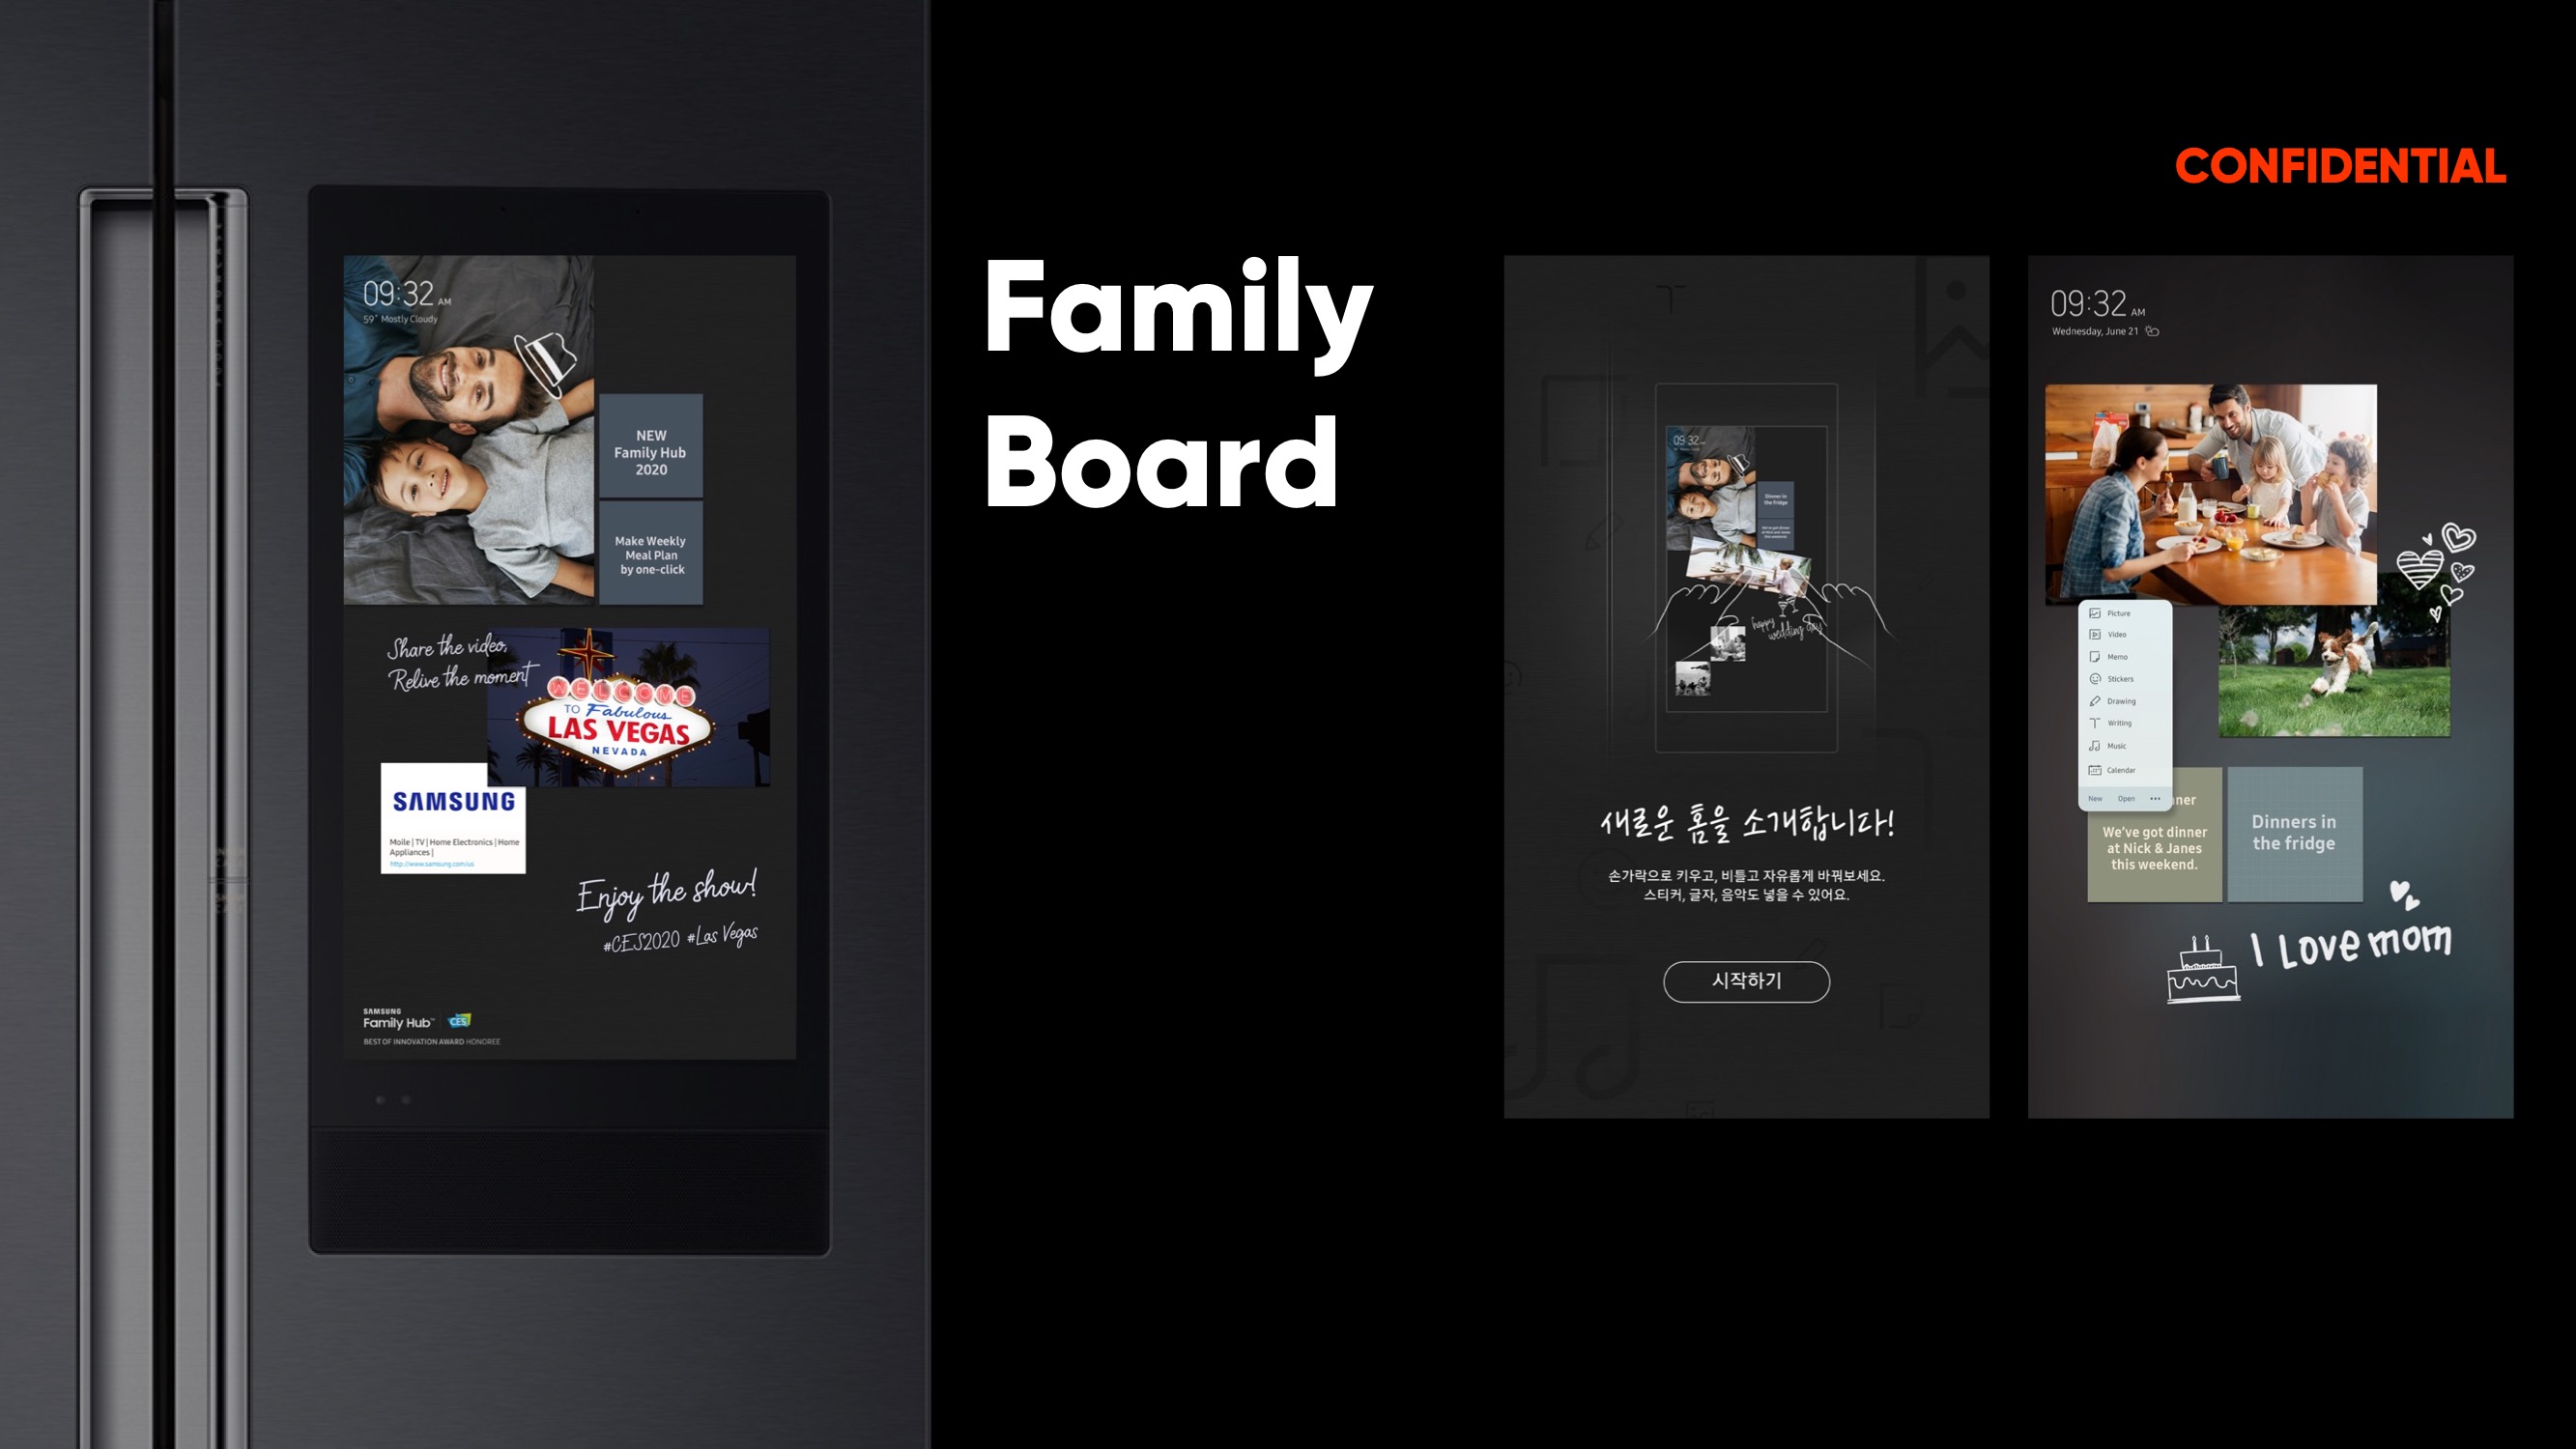 CONFIDENTIAL
Family
Board
09:32 AM
59° Mostly Cloudy
NEW
Family Hub
2020
Make Weekly
Meal Plan
by one-click
Share the video,
Relive the moment
WELCOME
TO Fabulous
LAS VEGAS
NEVADA
SAMSUNG
Moile | TV | Home Electronics | Home
Appliances |
http://www.samsung.com/us
Enjoy the show!
#CES2020 #Las Vegas
SAMSUNG
Family Hub™ CES
BEST OF INNOVATION AWARD HONOREE
09:32
Dinner in
the fridge
happy
wedding day
새로운 홈을 소개합니다!
손가락으로 키우고, 비틀고 자유롭게 바꿔보세요.
스티커, 글자, 음악도 넣을 수 있어요.
시작하기
09:32 AM
Wednesday, June 21
Picture
Video
Memo
Stickers
Drawing
Writing
Music
Calendar
New Open •••
We've got dinner
at Nick & Janes
this weekend.
Dinners in
the fridge
I Love mom